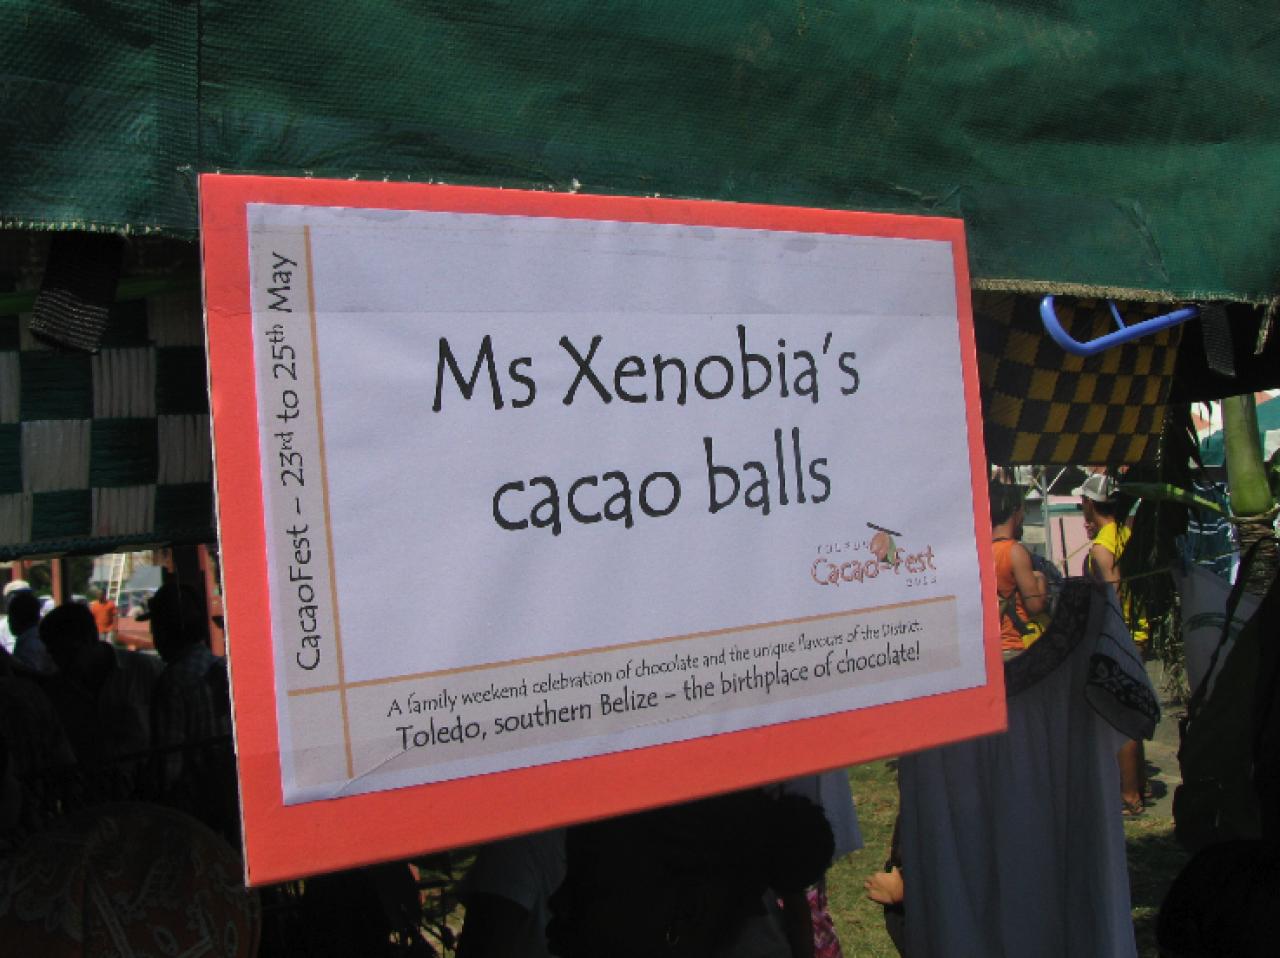 CacaoFest – 23rd to 25th May
Ms Xenobia's
cacao balls
TOLEDO
Cacao-Fest
A family weekend celebration of chocolate and the unique flavours of the District.
Toledo, southern Belize – the birthplace of chocolate!